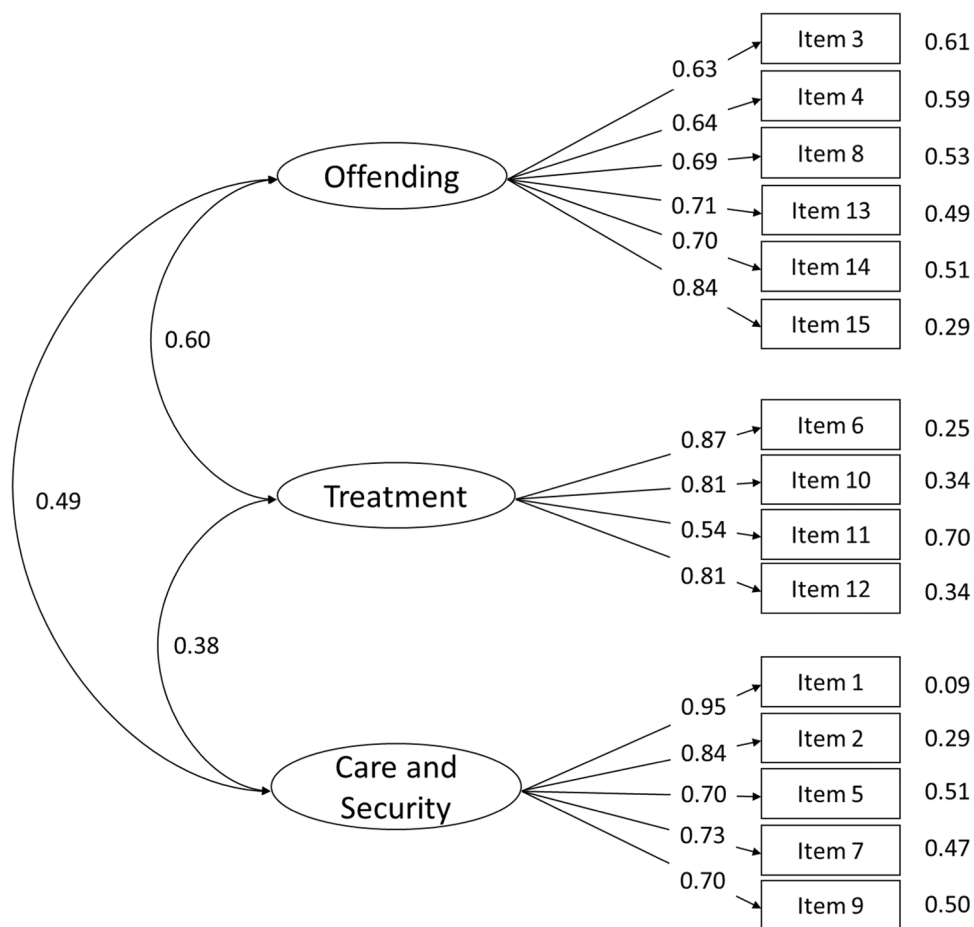 Item 3 0.61
0.63
Item 4 0.59
0.64
Item 8 0.53
0.69
Offending
Item 13 0.49
0.71
0.70
Item 14 0.51
0.84
Item 15 0.29
0.60
Item 6 0.25
0.87
Item 10 0.34
0.81
Treatment
0.49
Item 11 0.70
0.54
Item 12 0.34
0.81
0.38
Item 1 0.09
0.95
Item 2 0.29
0.84
Care and
Security
Item 5 0.51
0.70
Item 7 0.47
0.73
0.70
Item 9 0.50